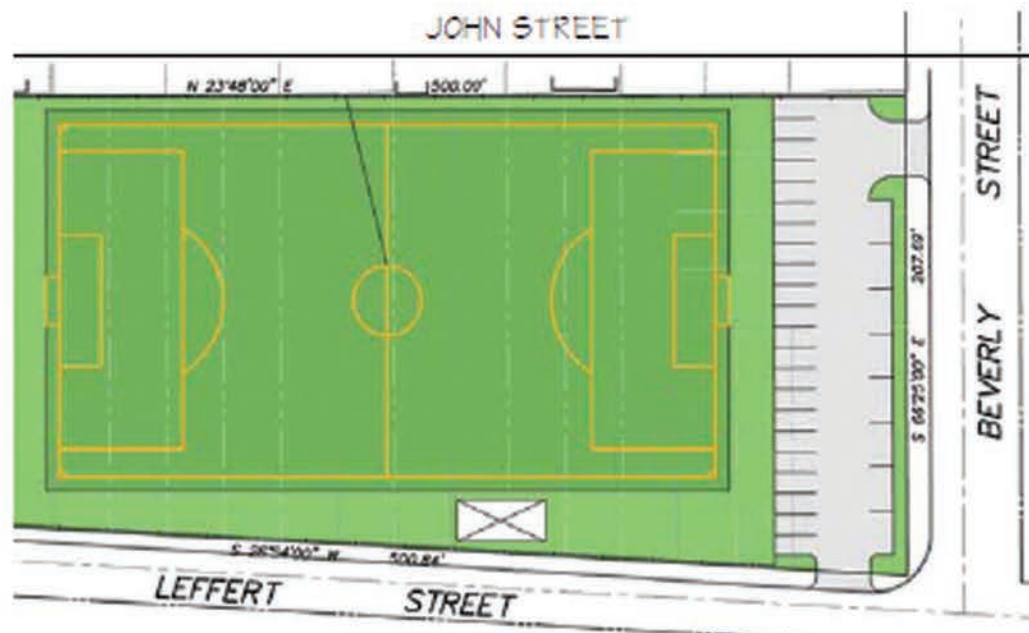 JOHN STREET
N 23°48'00" E 1500.00'
BEVERLY STREET
S 66°25'00" E 207.69'
S 26°54'00" W 500.84'
LEFFERT STREET